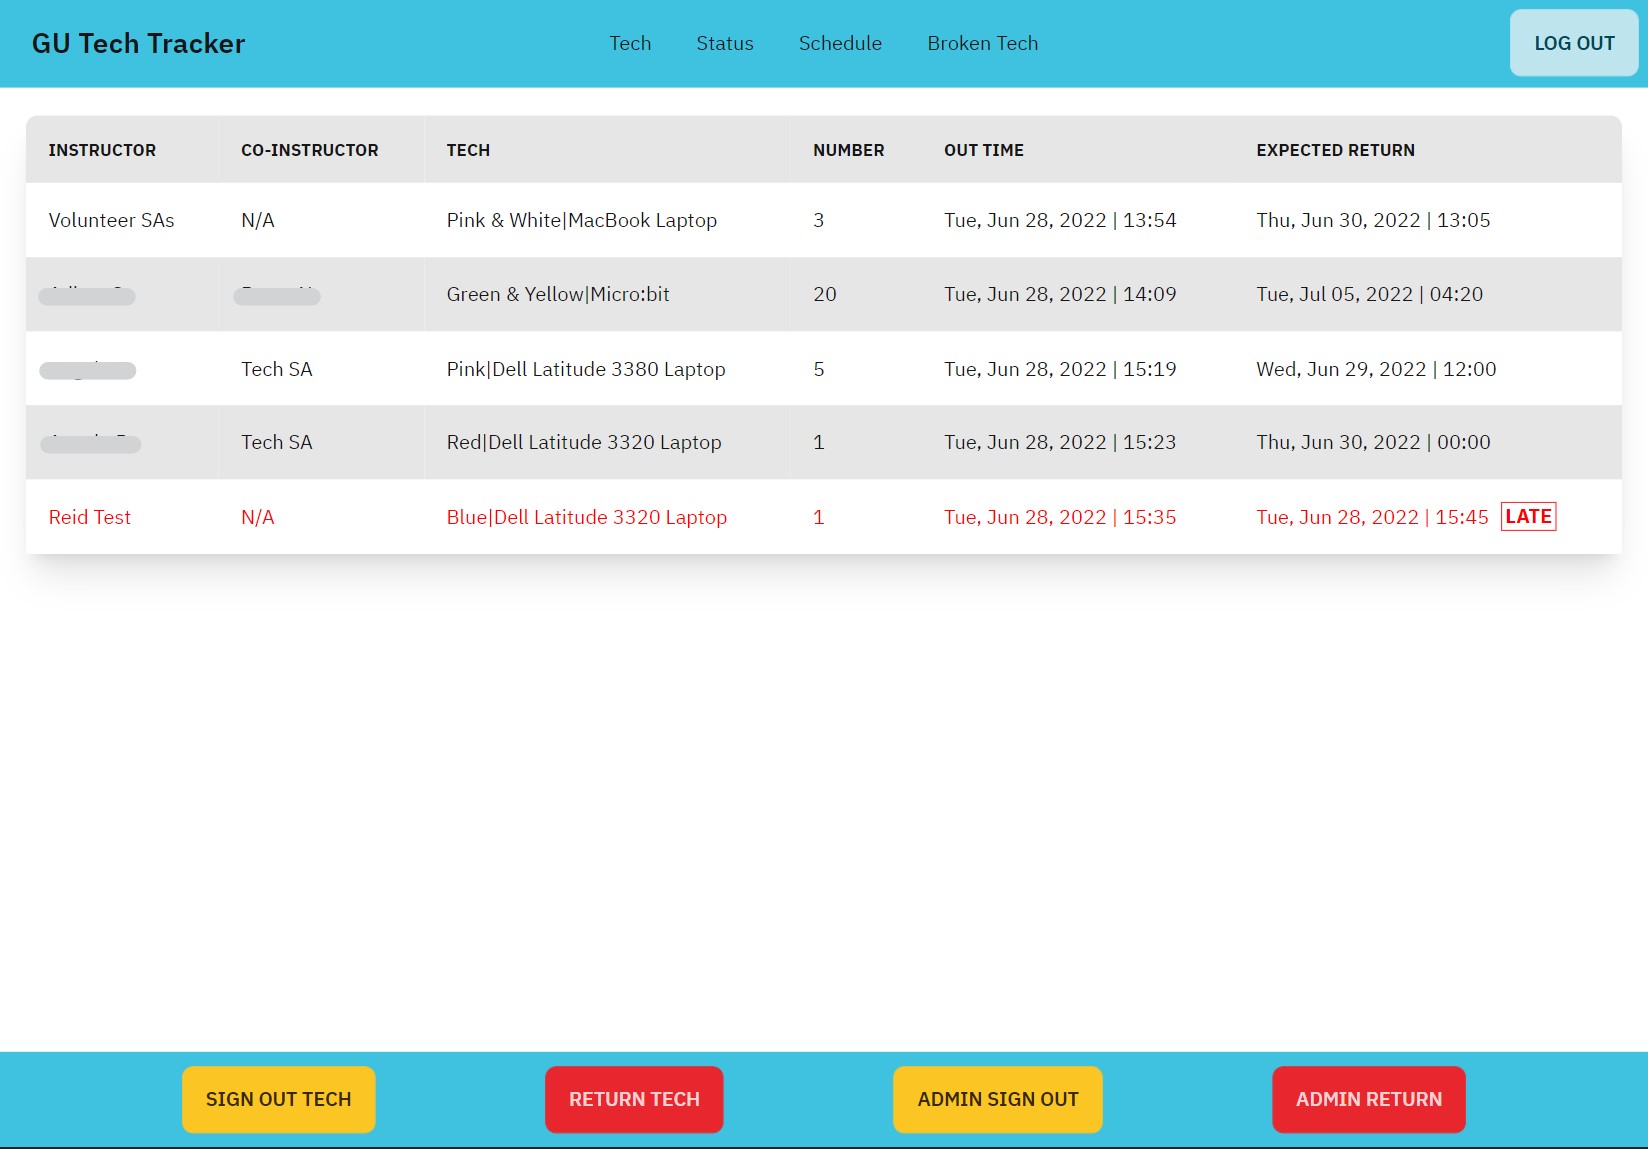 GU Tech Tracker Tech Status Schedule Broken Tech LOG OUT
INSTRUCTOR CO-INSTRUCTOR TECH NUMBER OUT TIME EXPECTED RETURN
Volunteer SAs N/A Pink & White|MacBook Laptop 3 Tue, Jun 28, 2022 | 13:54 Thu, Jun 30, 2022 | 13:05
Green & Yellow|Micro:bit 20 Tue, Jun 28, 2022 | 14:09 Tue, Jul 05, 2022 | 04:20
Tech SA Pink|Dell Latitude 3380 Laptop 5 Tue, Jun 28, 2022 | 15:19 Wed, Jun 29, 2022 | 12:00
Tech SA Red|Dell Latitude 3320 Laptop 1 Tue, Jun 28, 2022 | 15:23 Thu, Jun 30, 2022 | 00:00
Reid Test N/A Blue|Dell Latitude 3320 Laptop 1 Tue, Jun 28, 2022 | 15:35 Tue, Jun 28, 2022 | 15:45 LATE
SIGN OUT TECH RETURN TECH ADMIN SIGN OUT ADMIN RETURN